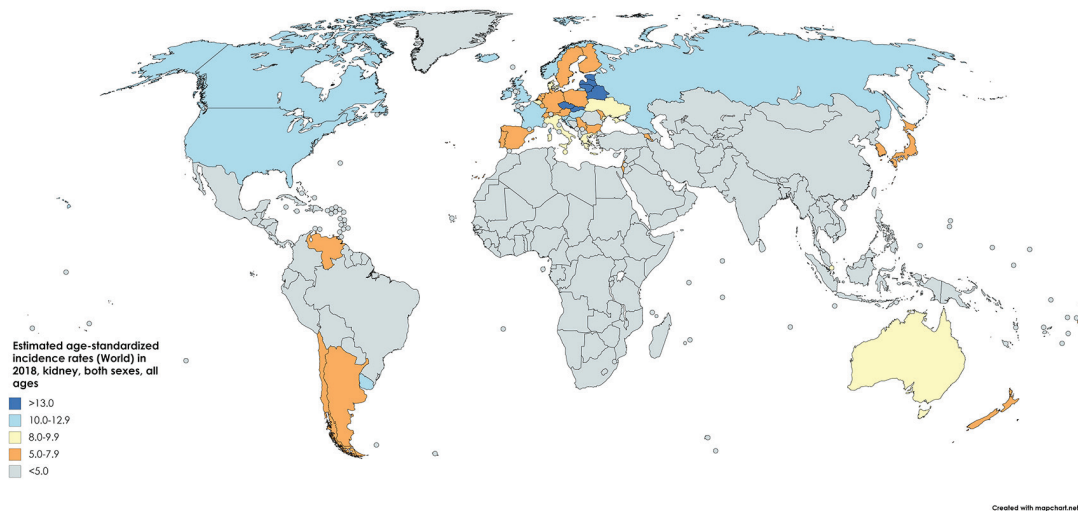 Estimated age-standardized
incidence rates (World) in
2018, kidney, both sexes, all
ages
>13.0
10.0-12.9
8.0-9.9
5.0-7.9
<5.0
Created with mapchart.net